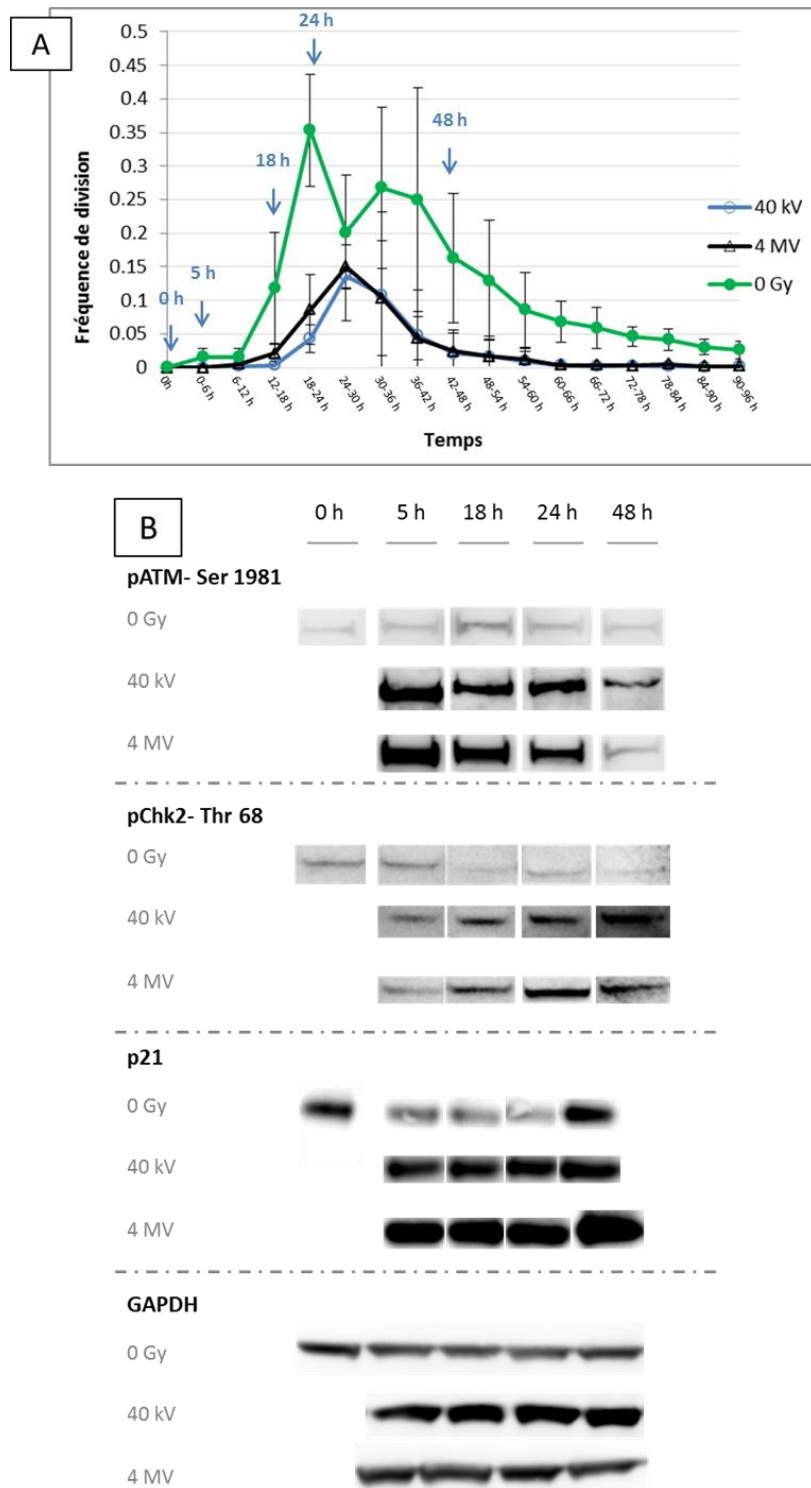 A
0.5
0.45
0.4
0.35
0.3
0.25
0.2
0.15
0.1
0.05
0
Fréquence de division
0 h
5 h
18 h
24 h
48 h
40 kV
4 MV
0 Gy
0h
0-6h
6-12h
12-18 h
18-24 h
24-30 h
30-36 h
36-42 h
42-48 h
48-54 h
54-60 h
60-66 h
66-72 h
72-78 h
78-84 h
84-90 h
90-96 h
Temps
B
0 h 5 h 18 h 24 h 48 h
pATM- Ser 1981
0 Gy
40 kV
4 MV
pChk2- Thr 68
0 Gy
40 kV
4 MV
p21
0 Gy
40 kV
4 MV
GAPDH
0 Gy
40 kV
4 MV